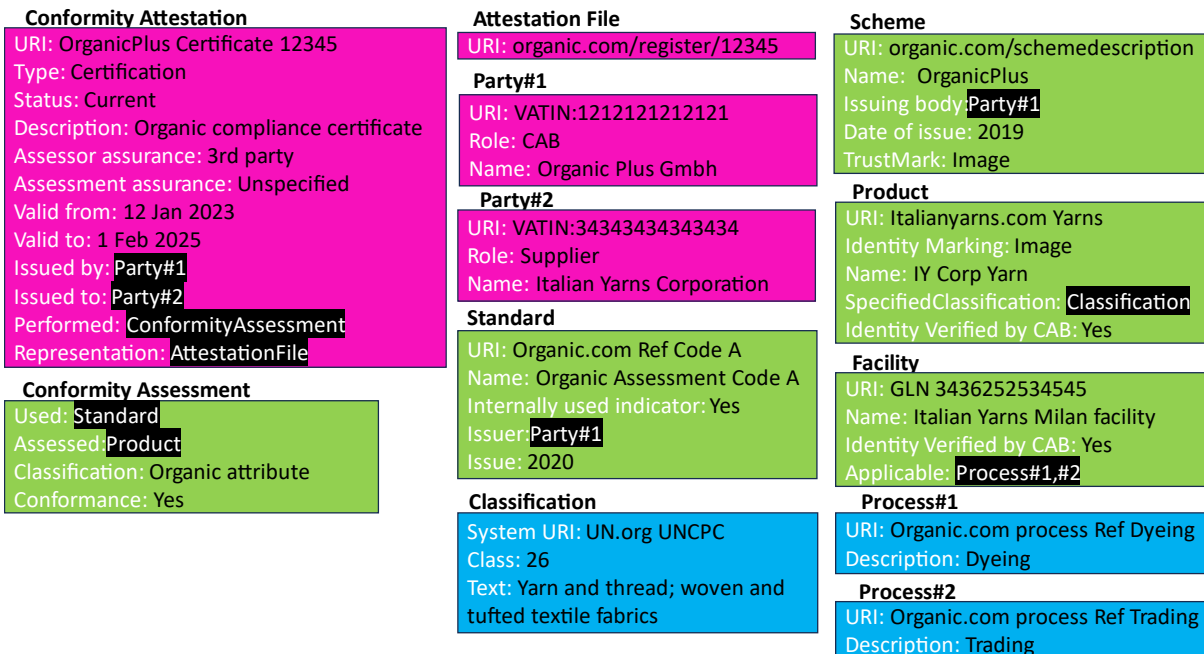 Conformity Attestation
URI: OrganicPlus Certificate 12345
Type: Certification
Status: Current
Description: Organic compliance certificate
Assessor assurance: 3rd party
Assessment assurance: Unspecified
Valid from: 12 Jan 2023
Valid to: 1 Feb 2025
Issued by: Party#1
Issued to: Party#2
Performed: ConformityAssessment
Representation: AttestationFile
Conformity Assessment
Used: Standard
Assessed:Product
Classification: Organic attribute
Conformance: Yes
Attestation File
URI: organic.com/register/12345
Party#1
URI: VATIN:1212121212121
Role: CAB
Name: Organic Plus Gmbh
Party#2
URI: VATIN:34343434343434
Role: Supplier
Name: Italian Yarns Corporation
Standard
URI: Organic.com Ref Code A
Name: Organic Assessment Code A
Internally used indicator: Yes
Issuer:Party#1
Issue: 2020
Classification
System URI: UN.org UNCPC
Class: 26
Text: Yarn and thread; woven and
tufted textile fabrics
Scheme
URI: organic.com/schemedescription
Name: OrganicPlus
Issuing body:Party#1
Date of issue: 2019
TrustMark: Image
Product
URI: Italianyarns.com Yarns
Identity Marking: Image
Name: IY Corp Yarn
SpecifiedClassification: Classification
Identity Verified by CAB: Yes
Facility
URI: GLN 3436252534545
Name: Italian Yarns Milan facility
Identity Verified by CAB: Yes
Applicable: Process#1,#2
Process#1
URI: Organic.com process Ref Dyeing
Description: Dyeing
Process#2
URI: Organic.com process Ref Trading
Description: Trading